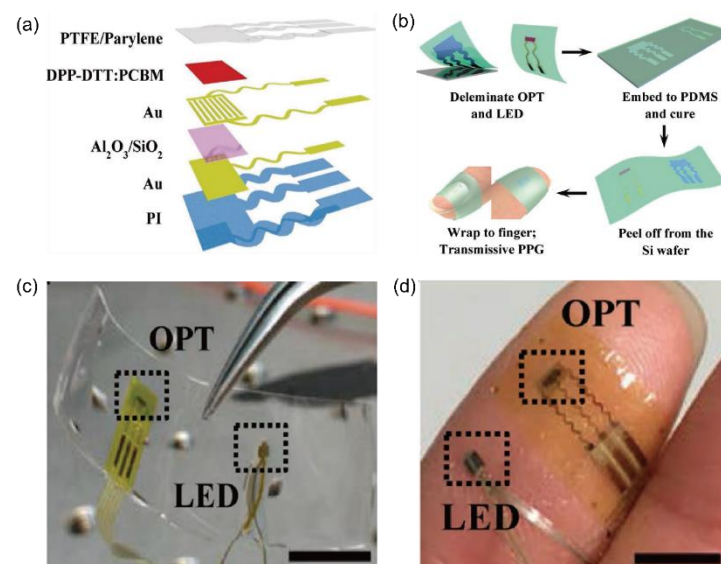 (a)
PTFE/Parylene
DPP-DTT:PCBM
Au
Al₂O₃/SiO₂
Au
PI
(b)
Deleminate OPT
and LED
Embed to PDMS
and cure
Wrap to finger;
Transmissive PPG
Peel off from the
Si wafer
(c)
OPT
LED
(d)
OPT
LED